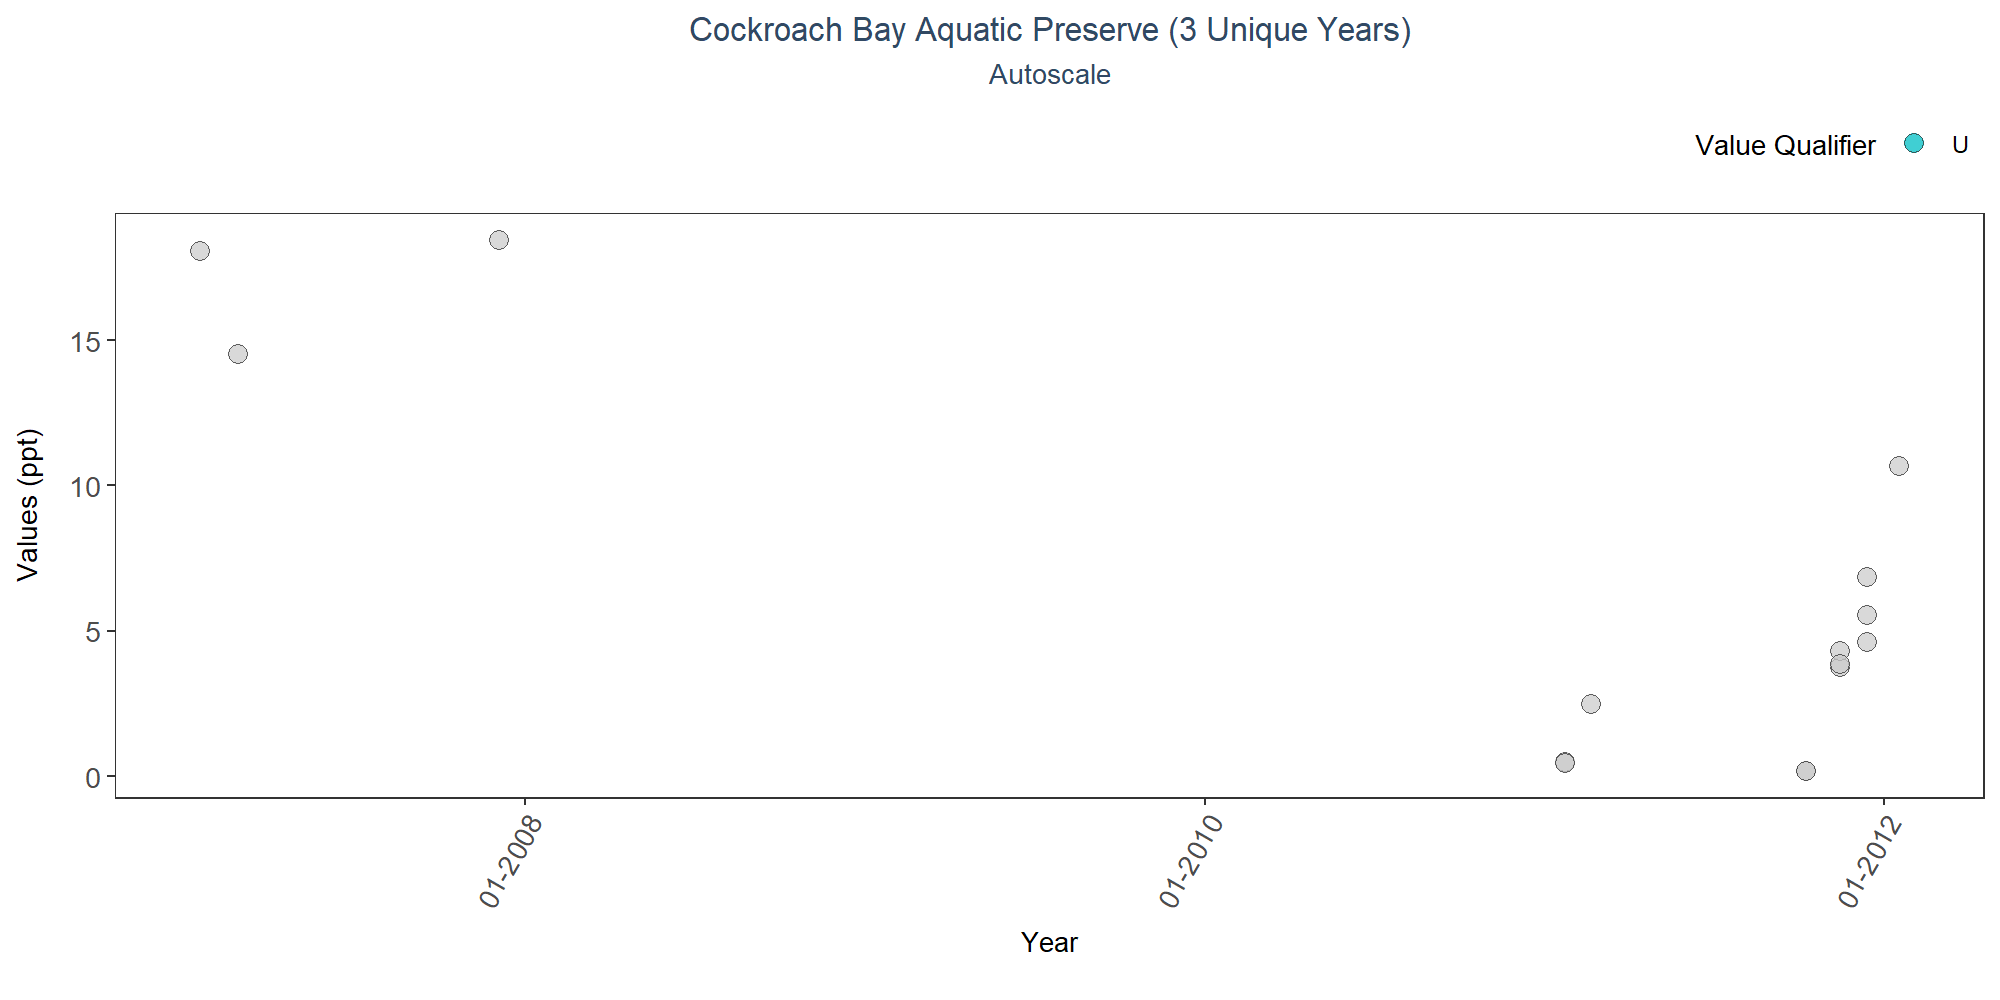 Cockroach Bay Aquatic Preserve (3 Unique Years)
Autoscale
Value Qualifier U
Values (ppt)
15
10
5
0
01-2008
01-2010
01-2012
Year